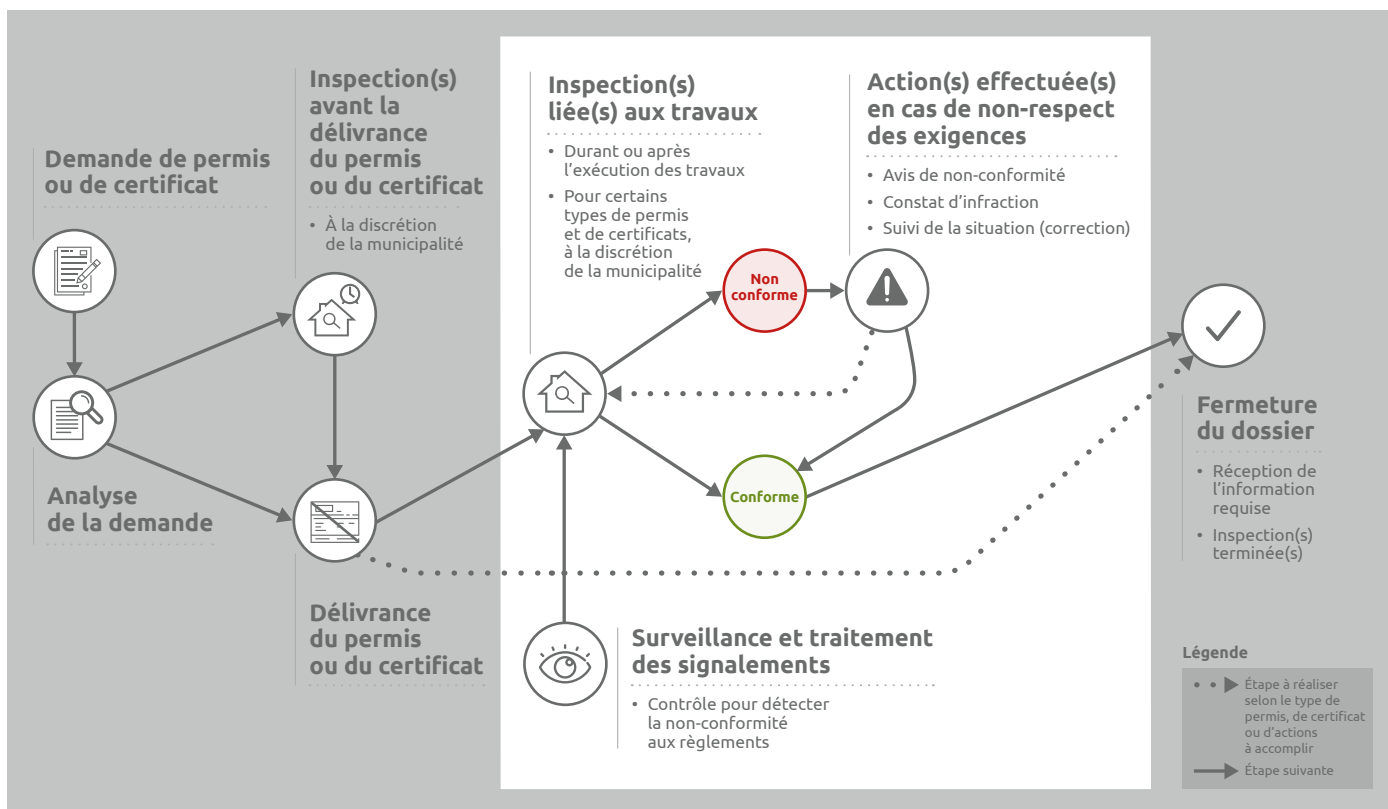 Demande de permis
ou de certificat
Analyse
de la demande
Inspection(s)
avant la
délivrance
du permis
ou du certificat
• À la discrétion
de la municipalité
Délivrance
du permis
ou du certificat
Inspection(s)
liée(s) aux travaux
• Durant ou après
l'exécution des travaux
• Pour certains
types de permis
et de certificats,
à la discrétion
de la municipalité
Non
conforme
Conforme
Action(s) effectuée(s)
en cas de non-respect
des exigences
• Avis de non-conformité
• Constat d'infraction
• Suivi de la situation (correction)
Surveillance et traitement
des signalements
• Contrôle pour détecter
la non-conformité
aux règlements
Fermeture
du dossier
• Réception de
l'information
requise
• Inspection(s)
terminée(s)
Légende
Étape à réaliser
selon le type de
permis, de certificat
ou d'actions
à accomplir
Étape suivante